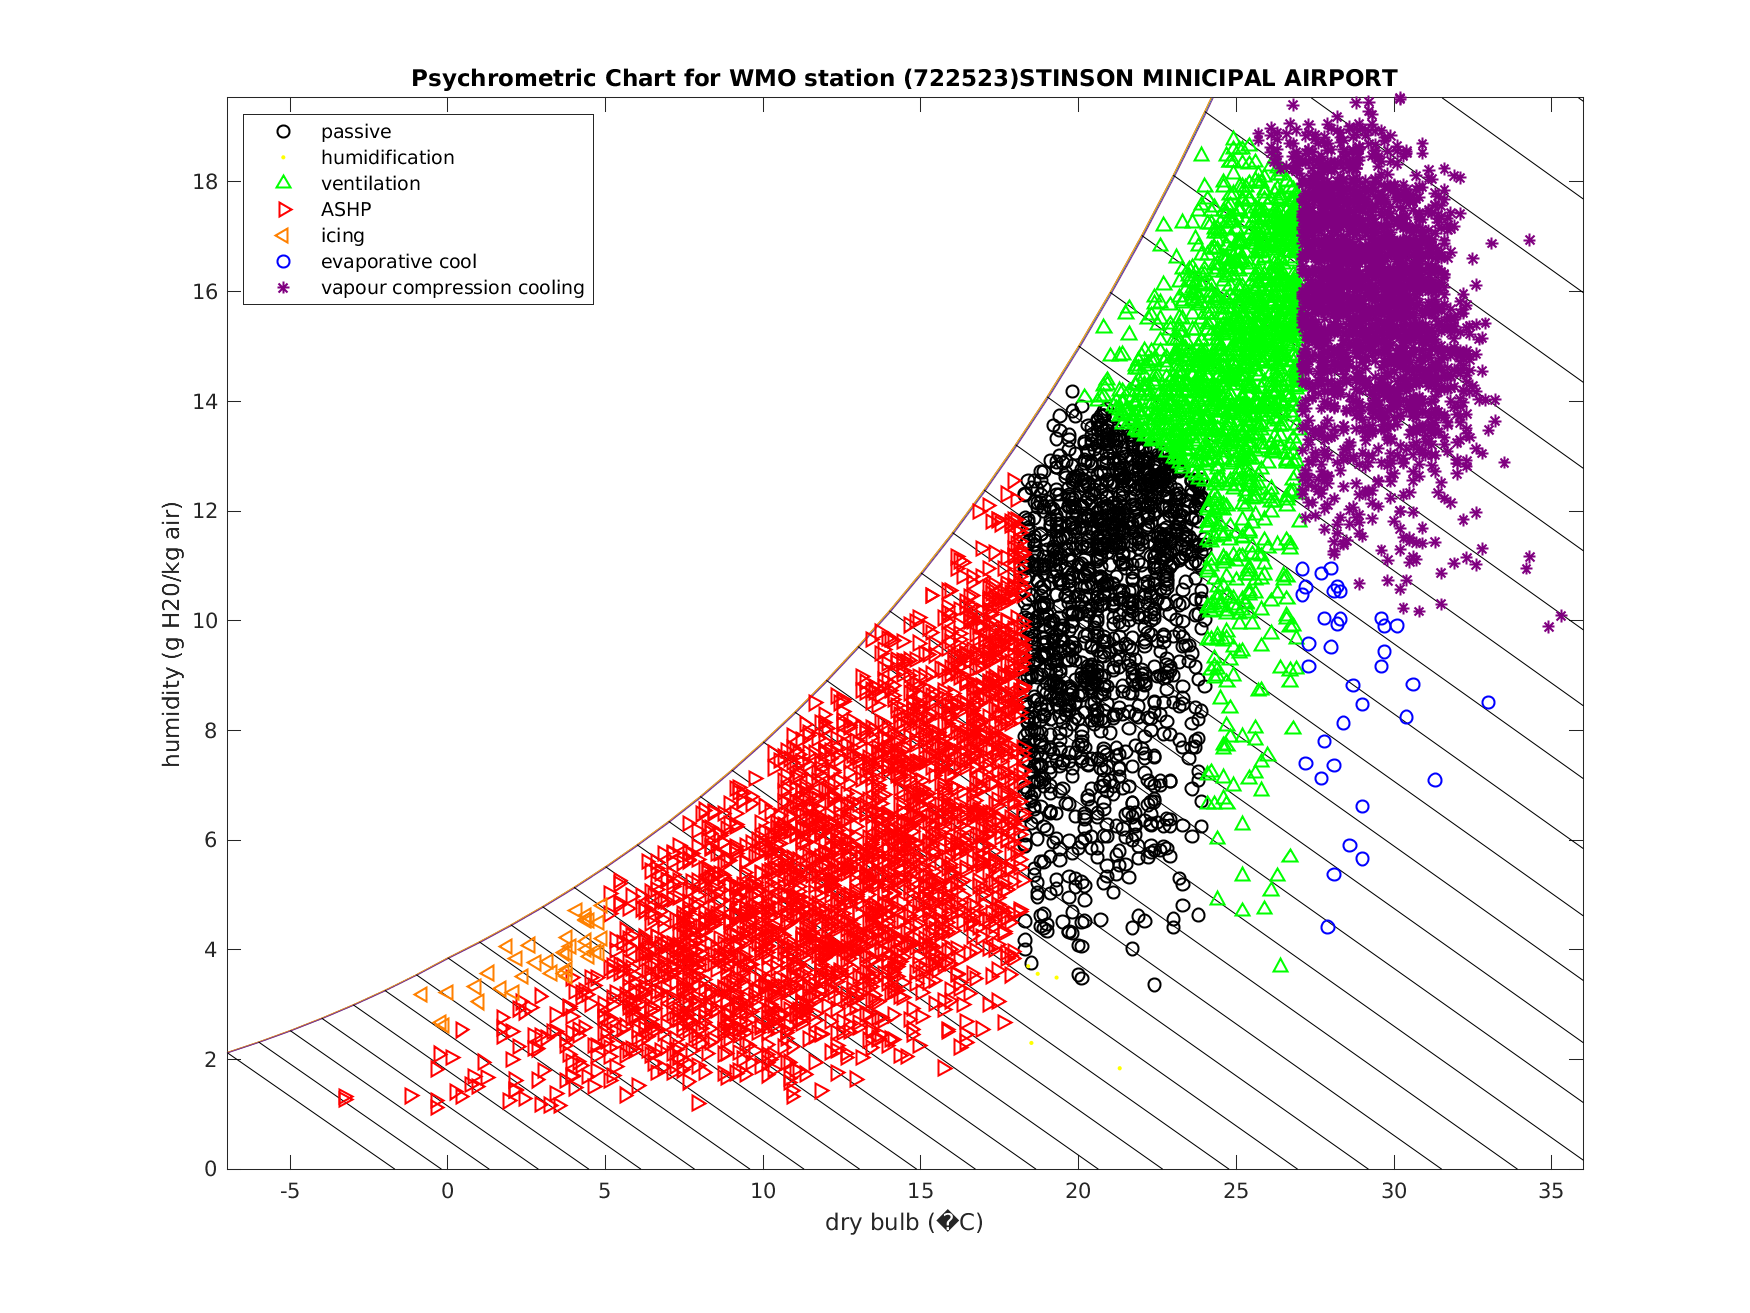 Psychrometric Chart for WMO station (722523)STINSON MINICIPAL AIRPORT
passive
humidification
ventilation
ASHP
icing
evaporative cool
vapour compression cooling
humidity (g H20/kg air)
18
16
14
12
10
8
6
4
2
0
-5 0 5 10 15 20 25 30 35
dry bulb (�C)